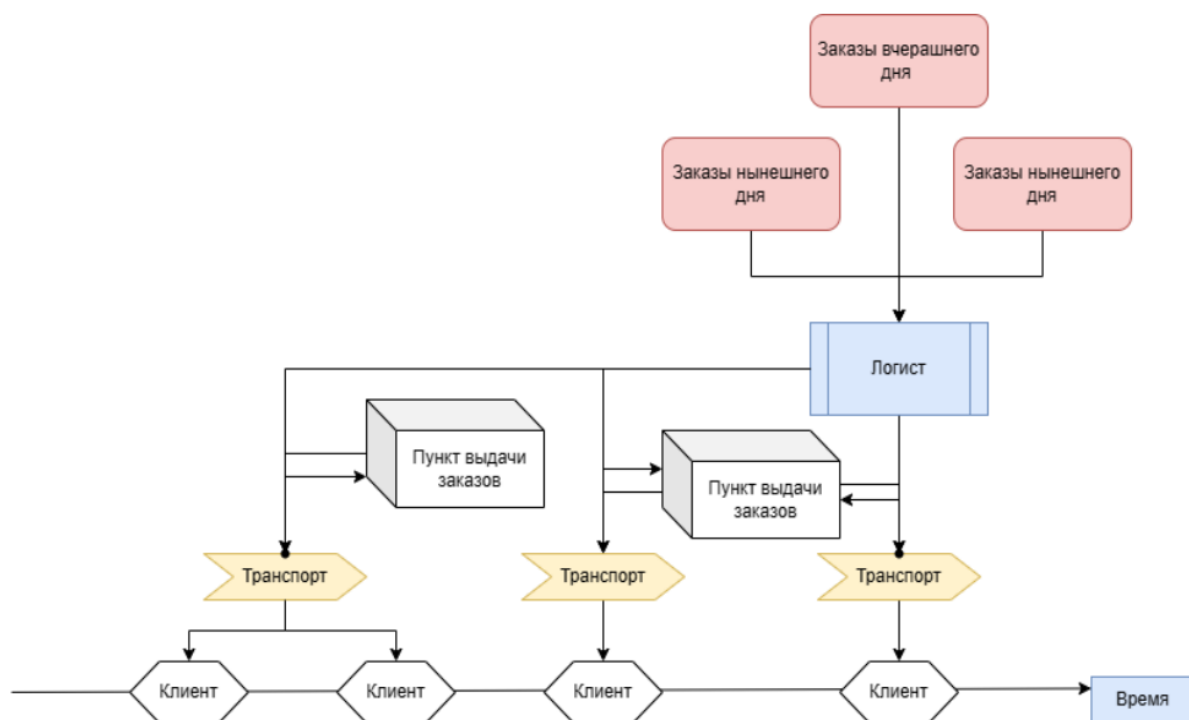 Заказы вчерашнего
дня
Заказы нынешнего
дня
Заказы нынешнего
дня
Логист
Пункт выдачи
заказов
Пункт выдачи
заказов
Транспорт
Транспорт
Транспорт
Клиент
Клиент
Клиент
Клиент
Время